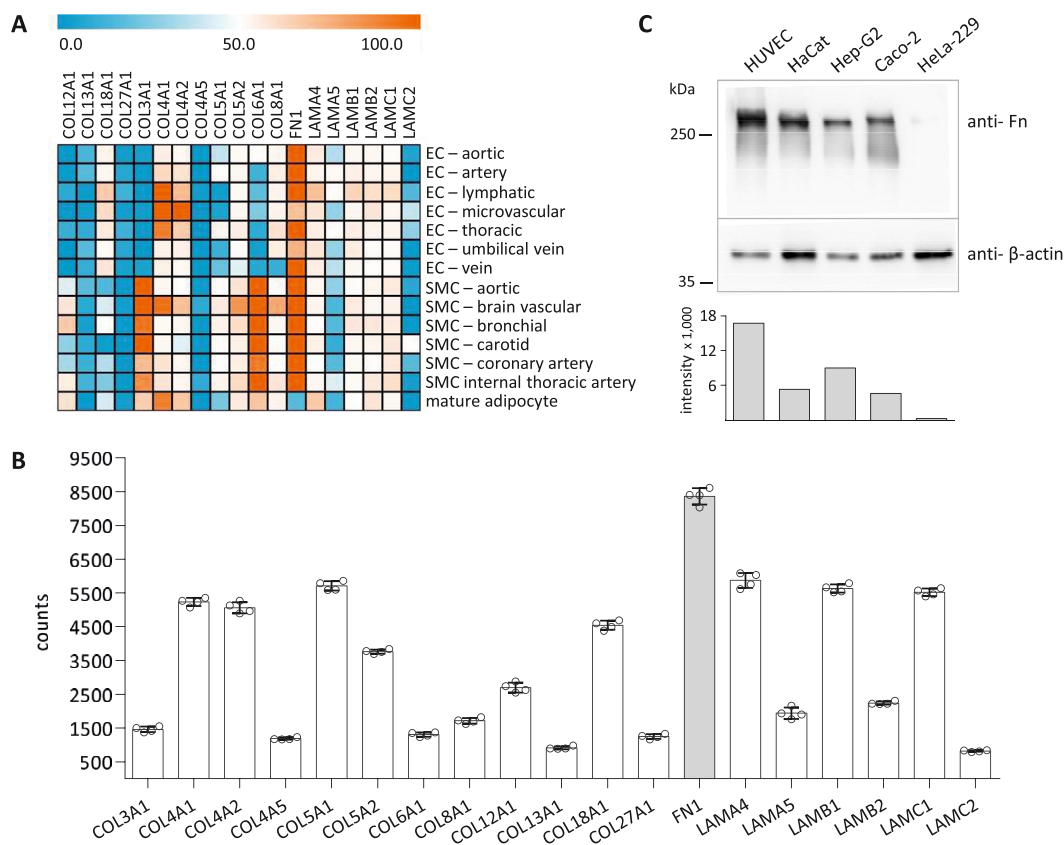 A
0.0 50.0 100.0
COL12A1 COL13A1 COL18A1 COL27A1 COL3A1 COL4A1 COL4A2 COL4A5 COL5A1 COL5A2 COL6A1 COL8A1 FN1 LAMA4 LAMA5 LAMB1 LAMB2 LAMC1 LAMC2
EC – aortic
EC – artery
EC – lymphatic
EC – microvascular
EC – thoracic
EC – umbilical vein
EC – vein
SMC – aortic
SMC – brain vascular
SMC – bronchial
SMC – carotid
SMC – coronary artery
SMC internal thoracic artery
mature adipocyte
C
HUVEC HaCat Hep-G2 Caco-2 HeLa-229
kDa
250
anti- Fn
35
anti- β-actin
intensity x 1,000
18
12
6
B
counts
9500
8500
7500
6500
5500
4500
3500
2500
1500
500
COL3A1 COL4A1 COL4A2 COL4A5 COL5A1 COL5A2 COL6A1 COL8A1 COL12A1 COL13A1 COL18A1 COL27A1 FN1 LAMA4 LAMA5 LAMB1 LAMB2 LAMC1 LAMC2